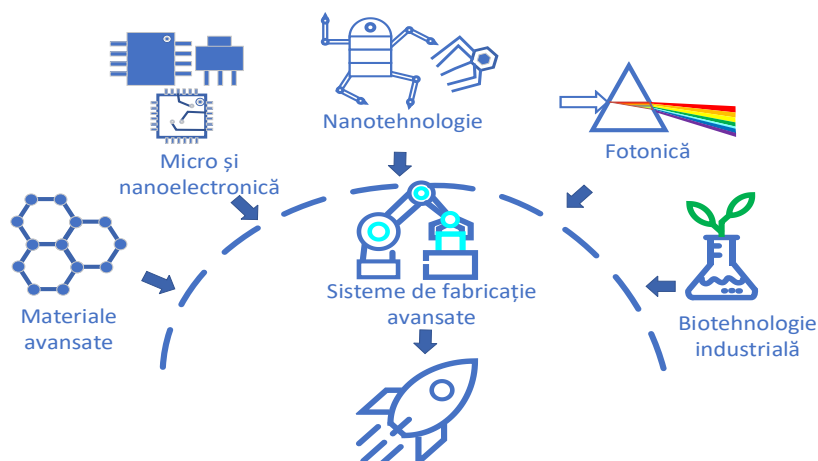 Nanotehnologie
Micro și
nanoelectronică
Fotonică
Sisteme de fabricație
avansate
Materiale
avansate
Biotehnologie
industrială